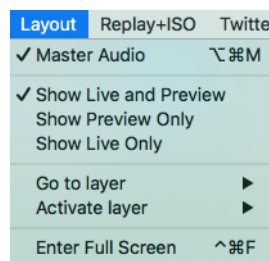 Layout Replay+ISO Twitte
✓ Master Audio ⌥⌘M
✓ Show Live and Preview
Show Preview Only
Show Live Only
Go to layer ▶
Activate layer ▶
Enter Full Screen ^⌘F